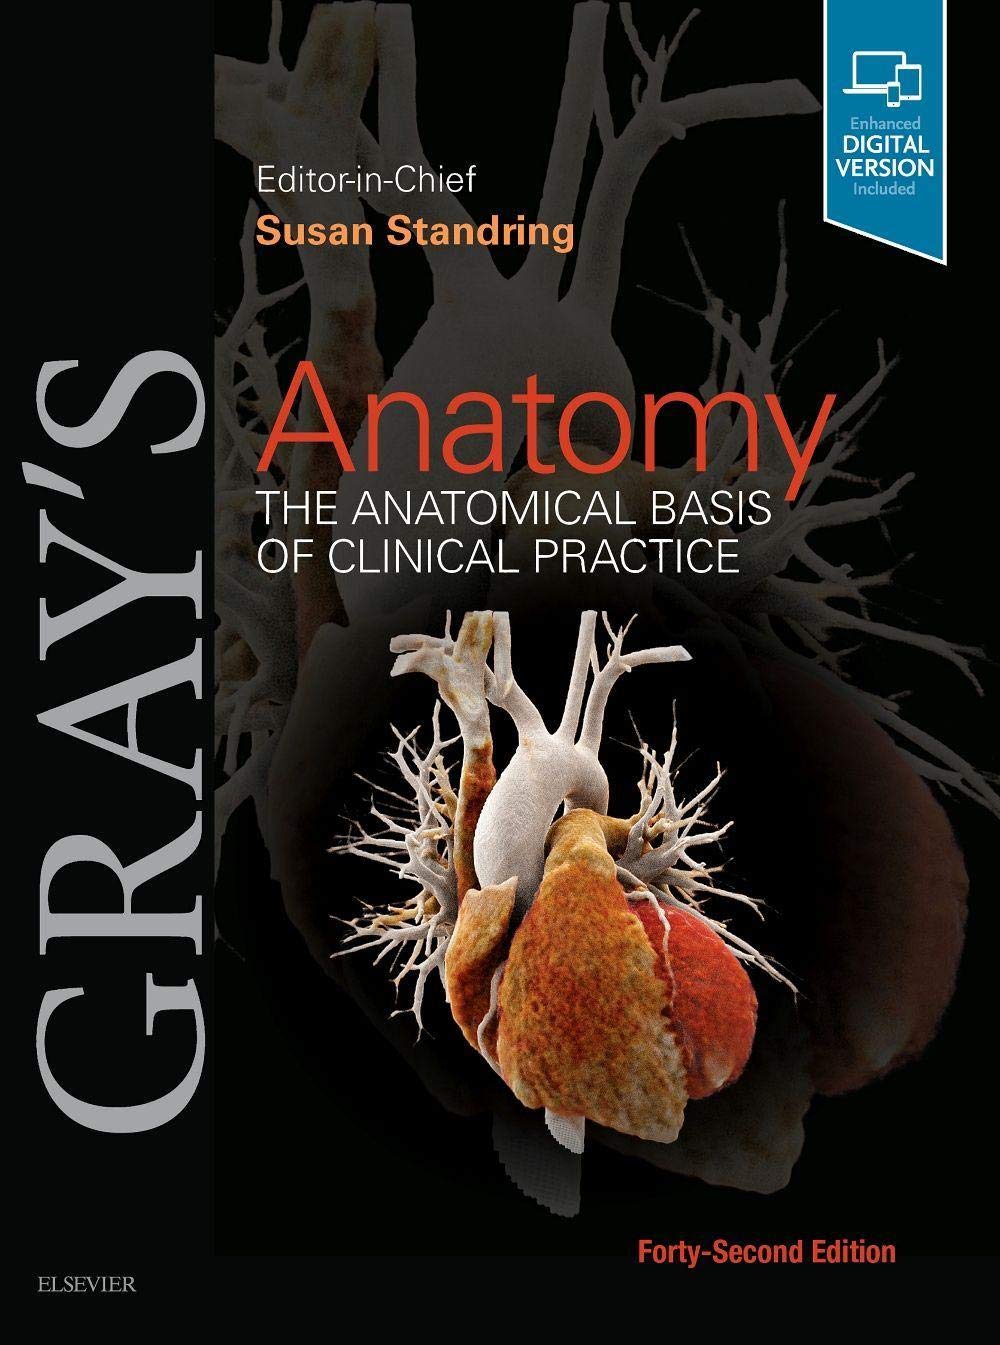 Enhanced
DIGITAL
VERSION
Included
Editor-in-Chief
Susan Standring
GRAY'S
Anatomy
THE ANATOMICAL BASIS
OF CLINICAL PRACTICE
Forty-Second Edition
ELSEVIER